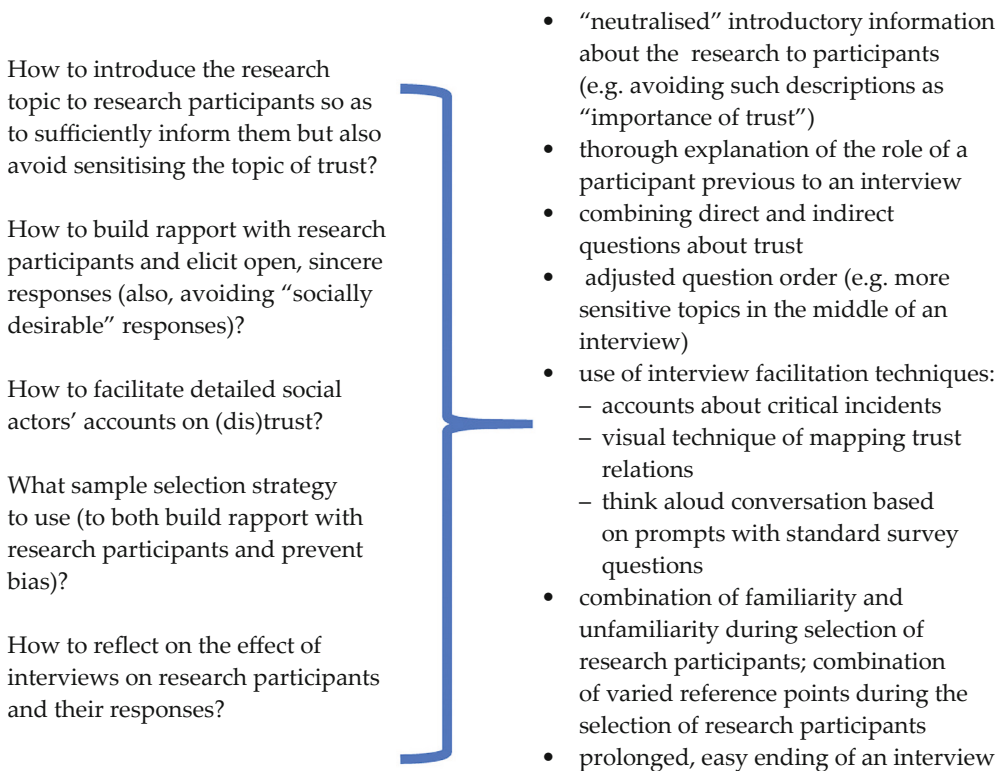 How to introduce the research
topic to research participants so as
to sufficiently inform them but also
avoid sensitising the topic of trust?
How to build rapport with research
participants and elicit open, sincere
responses (also, avoiding “socially
desirable” responses)?
How to facilitate detailed social
actors’ accounts on (dis)trust?
What sample selection strategy
to use (to both build rapport with
research participants and prevent
bias)?
How to reflect on the effect of
interviews on research participants
and their responses?
• “neutralised” introductory information
about the research to participants
(e.g. avoiding such descriptions as
“importance of trust”)
• thorough explanation of the role of a
participant previous to an interview
• combining direct and indirect
questions about trust
• adjusted question order (e.g. more
sensitive topics in the middle of an
interview)
• use of interview facilitation techniques:
– accounts about critical incidents
– visual technique of mapping trust
relations
– think aloud conversation based
on prompts with standard survey
questions
• combination of familiarity and
unfamiliarity during selection of
research participants; combination
of varied reference points during the
selection of research participants
• prolonged, easy ending of an interview